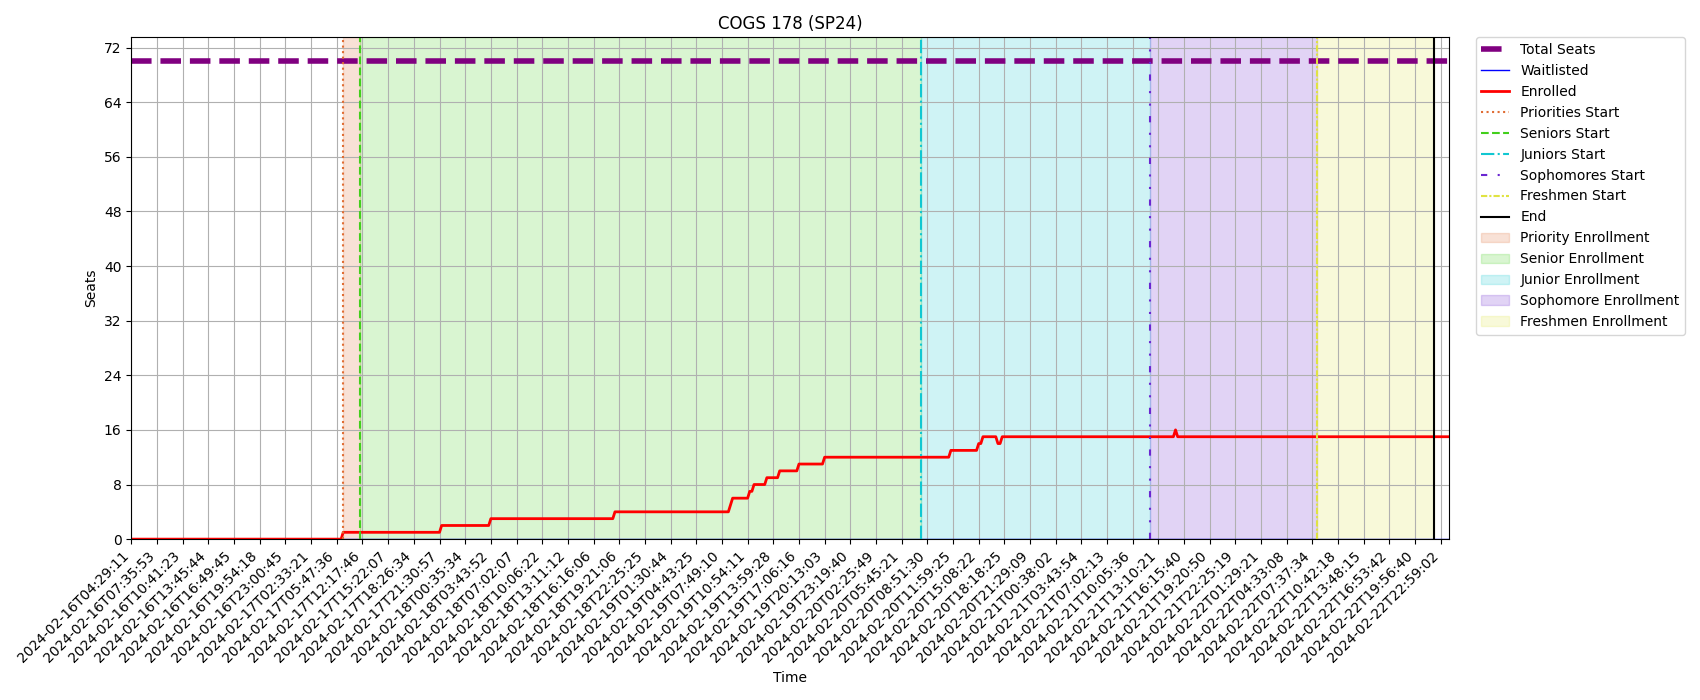 COGS 178 (SP24)
72
64
56
48
40
32
24
16
8
0
Seats
2024-02-16T04:29:11
2024-02-16T07:35:53
2024-02-16T10:41:23
2024-02-16T13:45:44
2024-02-16T16:49:45
2024-02-16T19:54:18
2024-02-16T23:00:45
2024-02-17T02:33:21
2024-02-17T05:47:36
2024-02-17T12:17:46
2024-02-17T15:22:07
2024-02-17T18:26:34
2024-02-17T21:30:57
2024-02-18T00:35:34
2024-02-18T03:43:52
2024-02-18T07:02:07
2024-02-18T10:06:22
2024-02-18T13:11:12
2024-02-18T16:16:06
2024-02-18T19:21:06
2024-02-18T22:25:25
2024-02-19T01:30:44
2024-02-19T04:43:25
2024-02-19T07:49:10
2024-02-19T10:54:11
2024-02-19T13:59:28
2024-02-19T17:06:16
2024-02-19T20:13:03
2024-02-19T23:19:40
2024-02-20T02:25:49
2024-02-20T05:45:21
2024-02-20T08:51:30
2024-02-20T11:59:25
2024-02-20T15:08:22
2024-02-20T18:18:25
2024-02-20T21:29:09
2024-02-21T00:38:02
2024-02-21T03:43:54
2024-02-21T07:02:13
2024-02-21T10:05:36
2024-02-21T13:10:21
2024-02-21T16:15:40
2024-02-21T19:20:50
2024-02-21T22:25:19
2024-02-22T01:29:21
2024-02-22T04:33:08
2024-02-22T07:37:34
2024-02-22T10:42:18
2024-02-22T13:48:15
2024-02-22T16:53:42
2024-02-22T19:56:40
2024-02-22T22:59:02
Time
Total Seats
Waitlisted
Enrolled
Priorities Start
Seniors Start
Juniors Start
Sophomores Start
Freshmen Start
End
Priority Enrollment
Senior Enrollment
Junior Enrollment
Sophomore Enrollment
Freshmen Enrollment